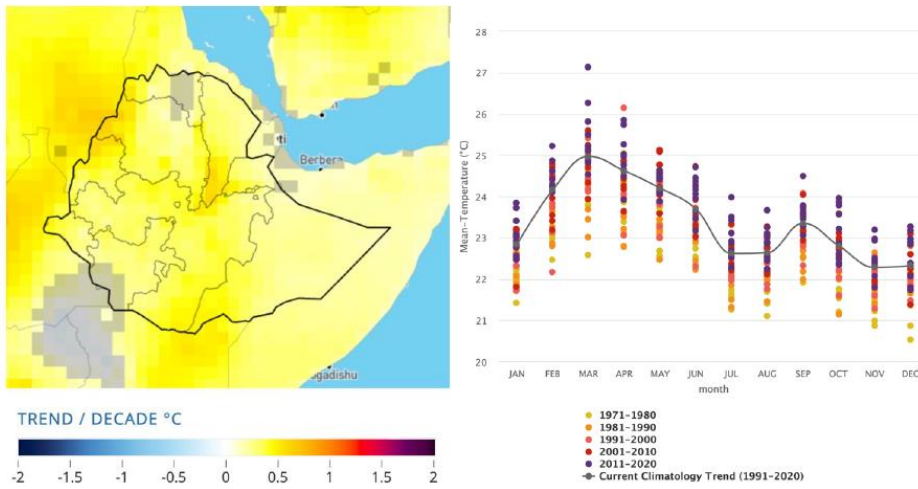 ti
Berbera
ogadishu
TREND / DECADE °C
-2 -1.5 -1 -0.5 0 0.5 1 1.5 2
28
27
26
25
24
23
22
21
20
Mean-Temperature (°C)
JAN FEB MAR APR MAY JUN JUL AUG SEP OCT NOV DEC
month
1971-1980
1981-1990
1991-2000
2001-2010
2011-2020
Current Climatology Trend (1991-2020)